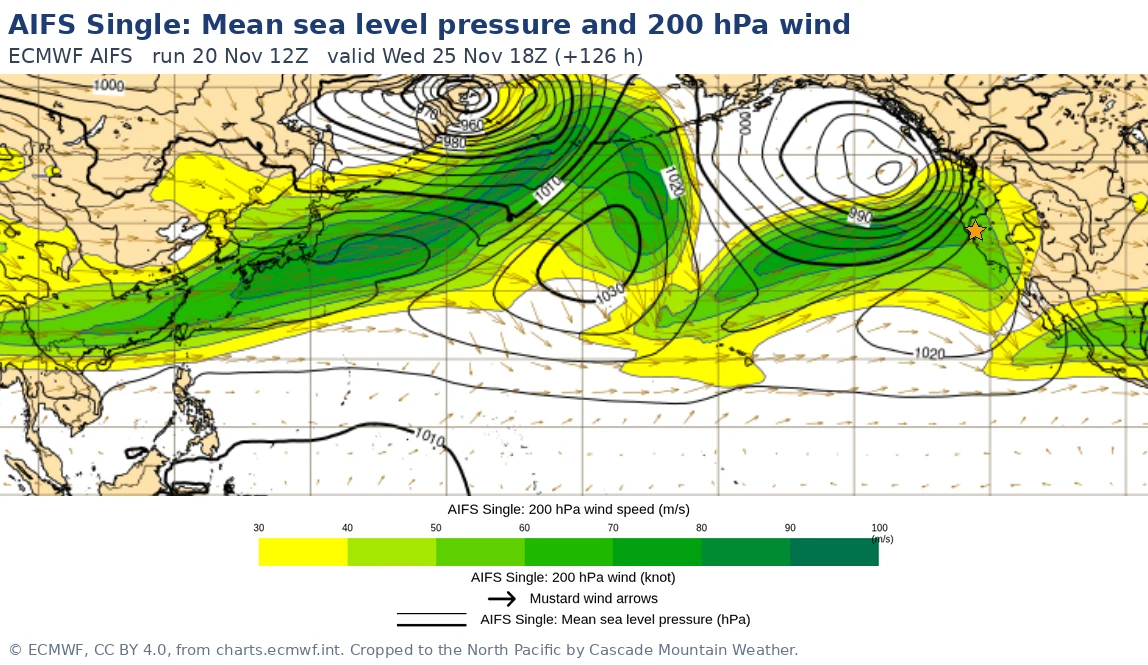 AIFS Single: Mean sea level pressure and 200 hPa wind
ECMWF AIFS run 20 Nov 12Z valid Wed 25 Nov 18Z (+126 h)
1000
970
960
980
1010
1020
1000
990
1030
1020
1010
AIFS Single: 200 hPa wind speed (m/s)
30 40 50 60 70 80 90 100
(m/s)
AIFS Single: 200 hPa wind (knot)
Mustard wind arrows
AIFS Single: Mean sea level pressure (hPa)
© ECMWF, CC BY 4.0, from charts.ecmwf.int. Cropped to the North Pacific by Cascade Mountain Weather.